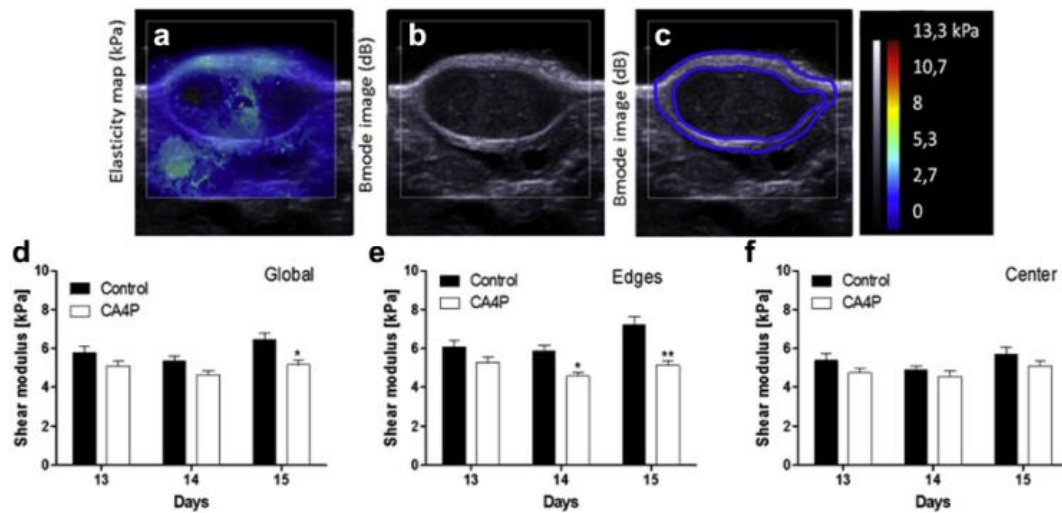 a
Elasticity map (kPa)
b
Bmode image (dB)
c
Bmode image (dB)
13,3 kPa
10,7
8
5,3
2,7
0
d
Global
Control
CA4P
Shear modulus [kPa]
10
8
6
4
2
0
*
13 14 15
Days
e
Edges
Control
CA4P
Shear modulus [kPa]
10
8
6
4
2
0
*
**
13 14 15
Days
f
Center
Control
CA4P
Shear modulus [kPa]
10
8
6
4
2
0
13 14 15
Days